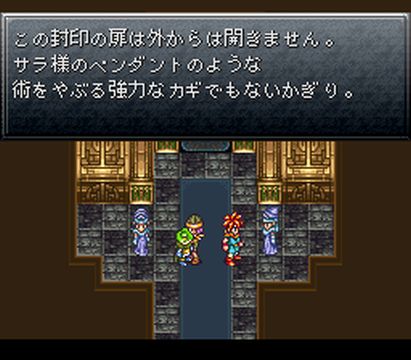 この封印の扉は外からは開きません。
サラ様のペンダントのような
術をやぶる強力なカギでもないかぎり。